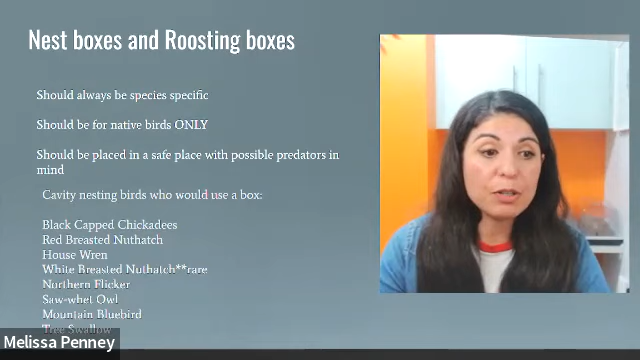 Nest boxes and Roosting boxes
Should always be species specific
Should be for native birds ONLY
Should be placed in a safe place with possible predators in
mind
Cavity nesting birds who would use a box:
Black Capped Chickadees
Red Breasted Nuthatch
House Wren
White Breasted Nuthatch**rare
Northern Flicker
Saw-whet Owl
Mountain Bluebird
Tree Swallow
Melissa Penney